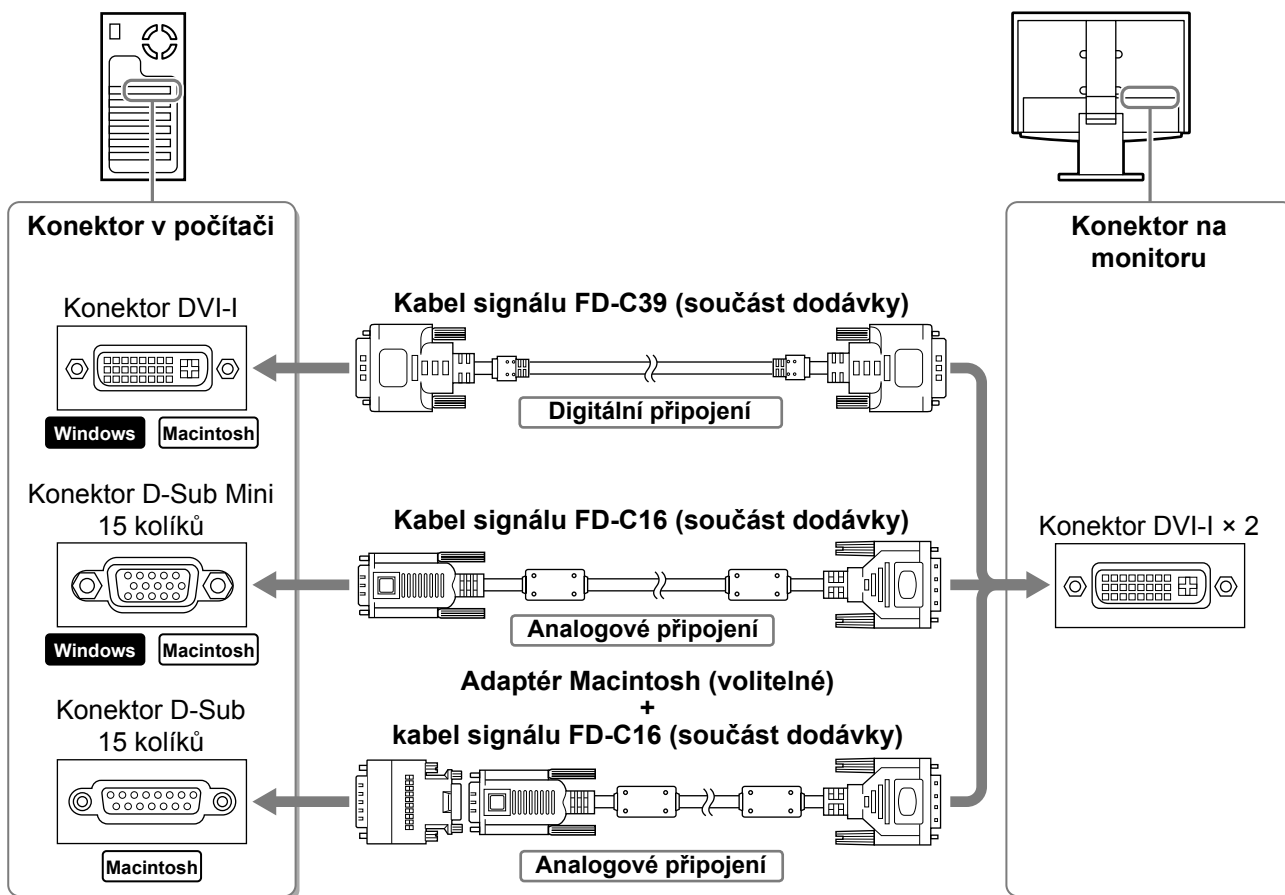 Konektor v počítači
Konektor DVI-I
Windows Macintosh
Konektor D-Sub Mini
15 kolíků
Windows Macintosh
Konektor D-Sub
15 kolíků
Macintosh
Kabel signálu FD-C39 (součást dodávky)
Digitální připojení
Kabel signálu FD-C16 (součást dodávky)
Analogové připojení
Adaptér Macintosh (volitelné)
+
kabel signálu FD-C16 (součást dodávky)
Analogové připojení
Konektor na
monitoru
Konektor DVI-I × 2